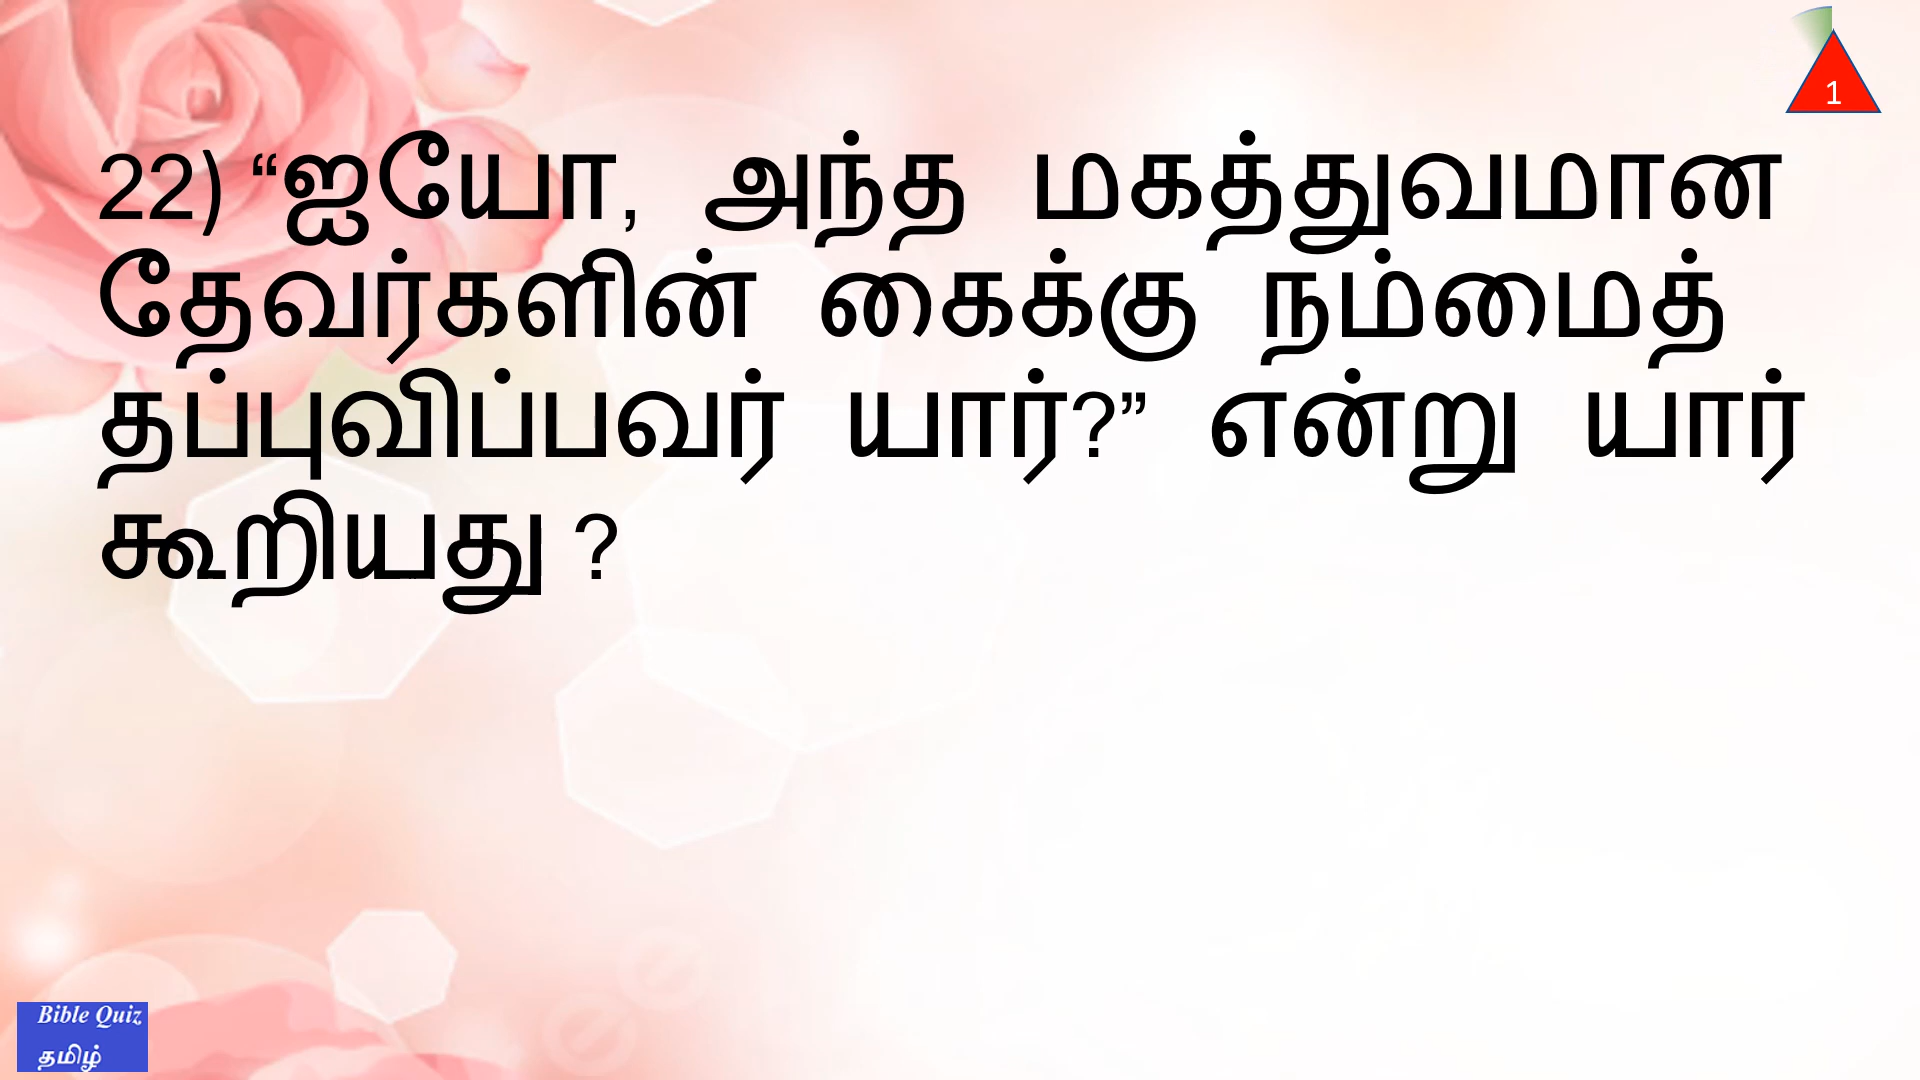 1
22) “ஐயோ, அந்த மகத்துவமான
தேவர்களின் கைக்கு நம்மைத்
தப்புவிப்பவர் யார்?” என்று யார்
கூறியது ?
Bible Quiz
தமிழ்